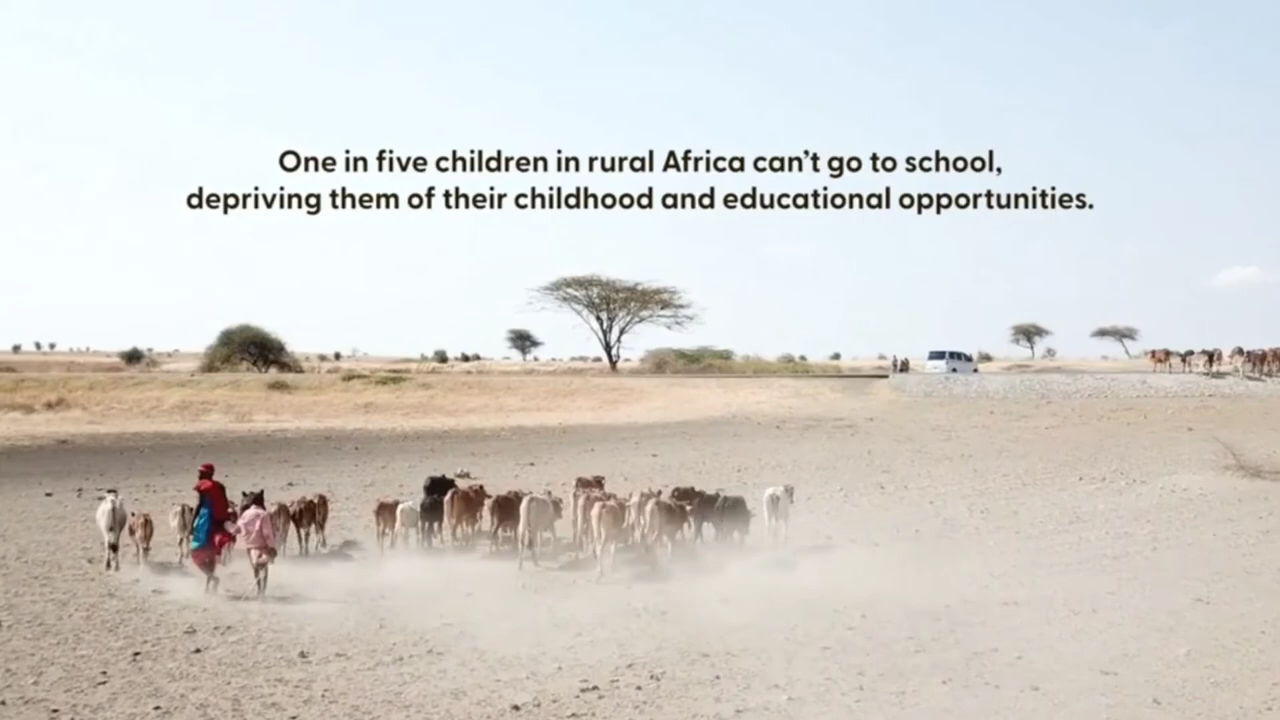 One in five children in rural Africa can’t go to school,
depriving them of their childhood and educational opportunities.